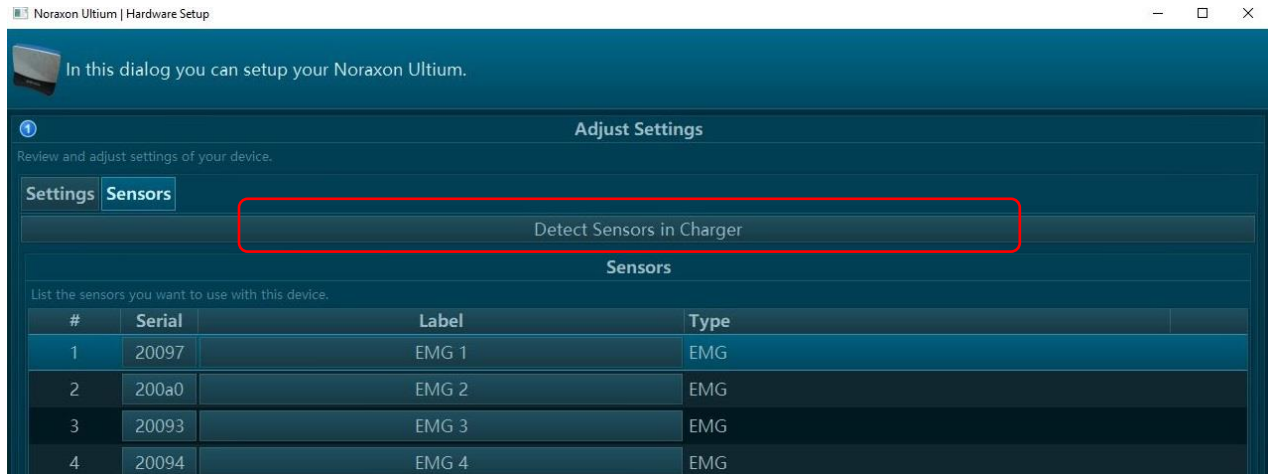 Noraxon Ultium | Hardware Setup
In this dialog you can setup your Noraxon Ultium.
1
Adjust Settings
Review and adjust settings of your device.
Settings Sensors
Detect Sensors in Charger
Sensors
List the sensors you want to use with this device.
# Serial Label Type
1 20097 EMG 1 EMG
2 200a0 EMG 2 EMG
3 20093 EMG 3 EMG
4 20094 EMG 4 EMG